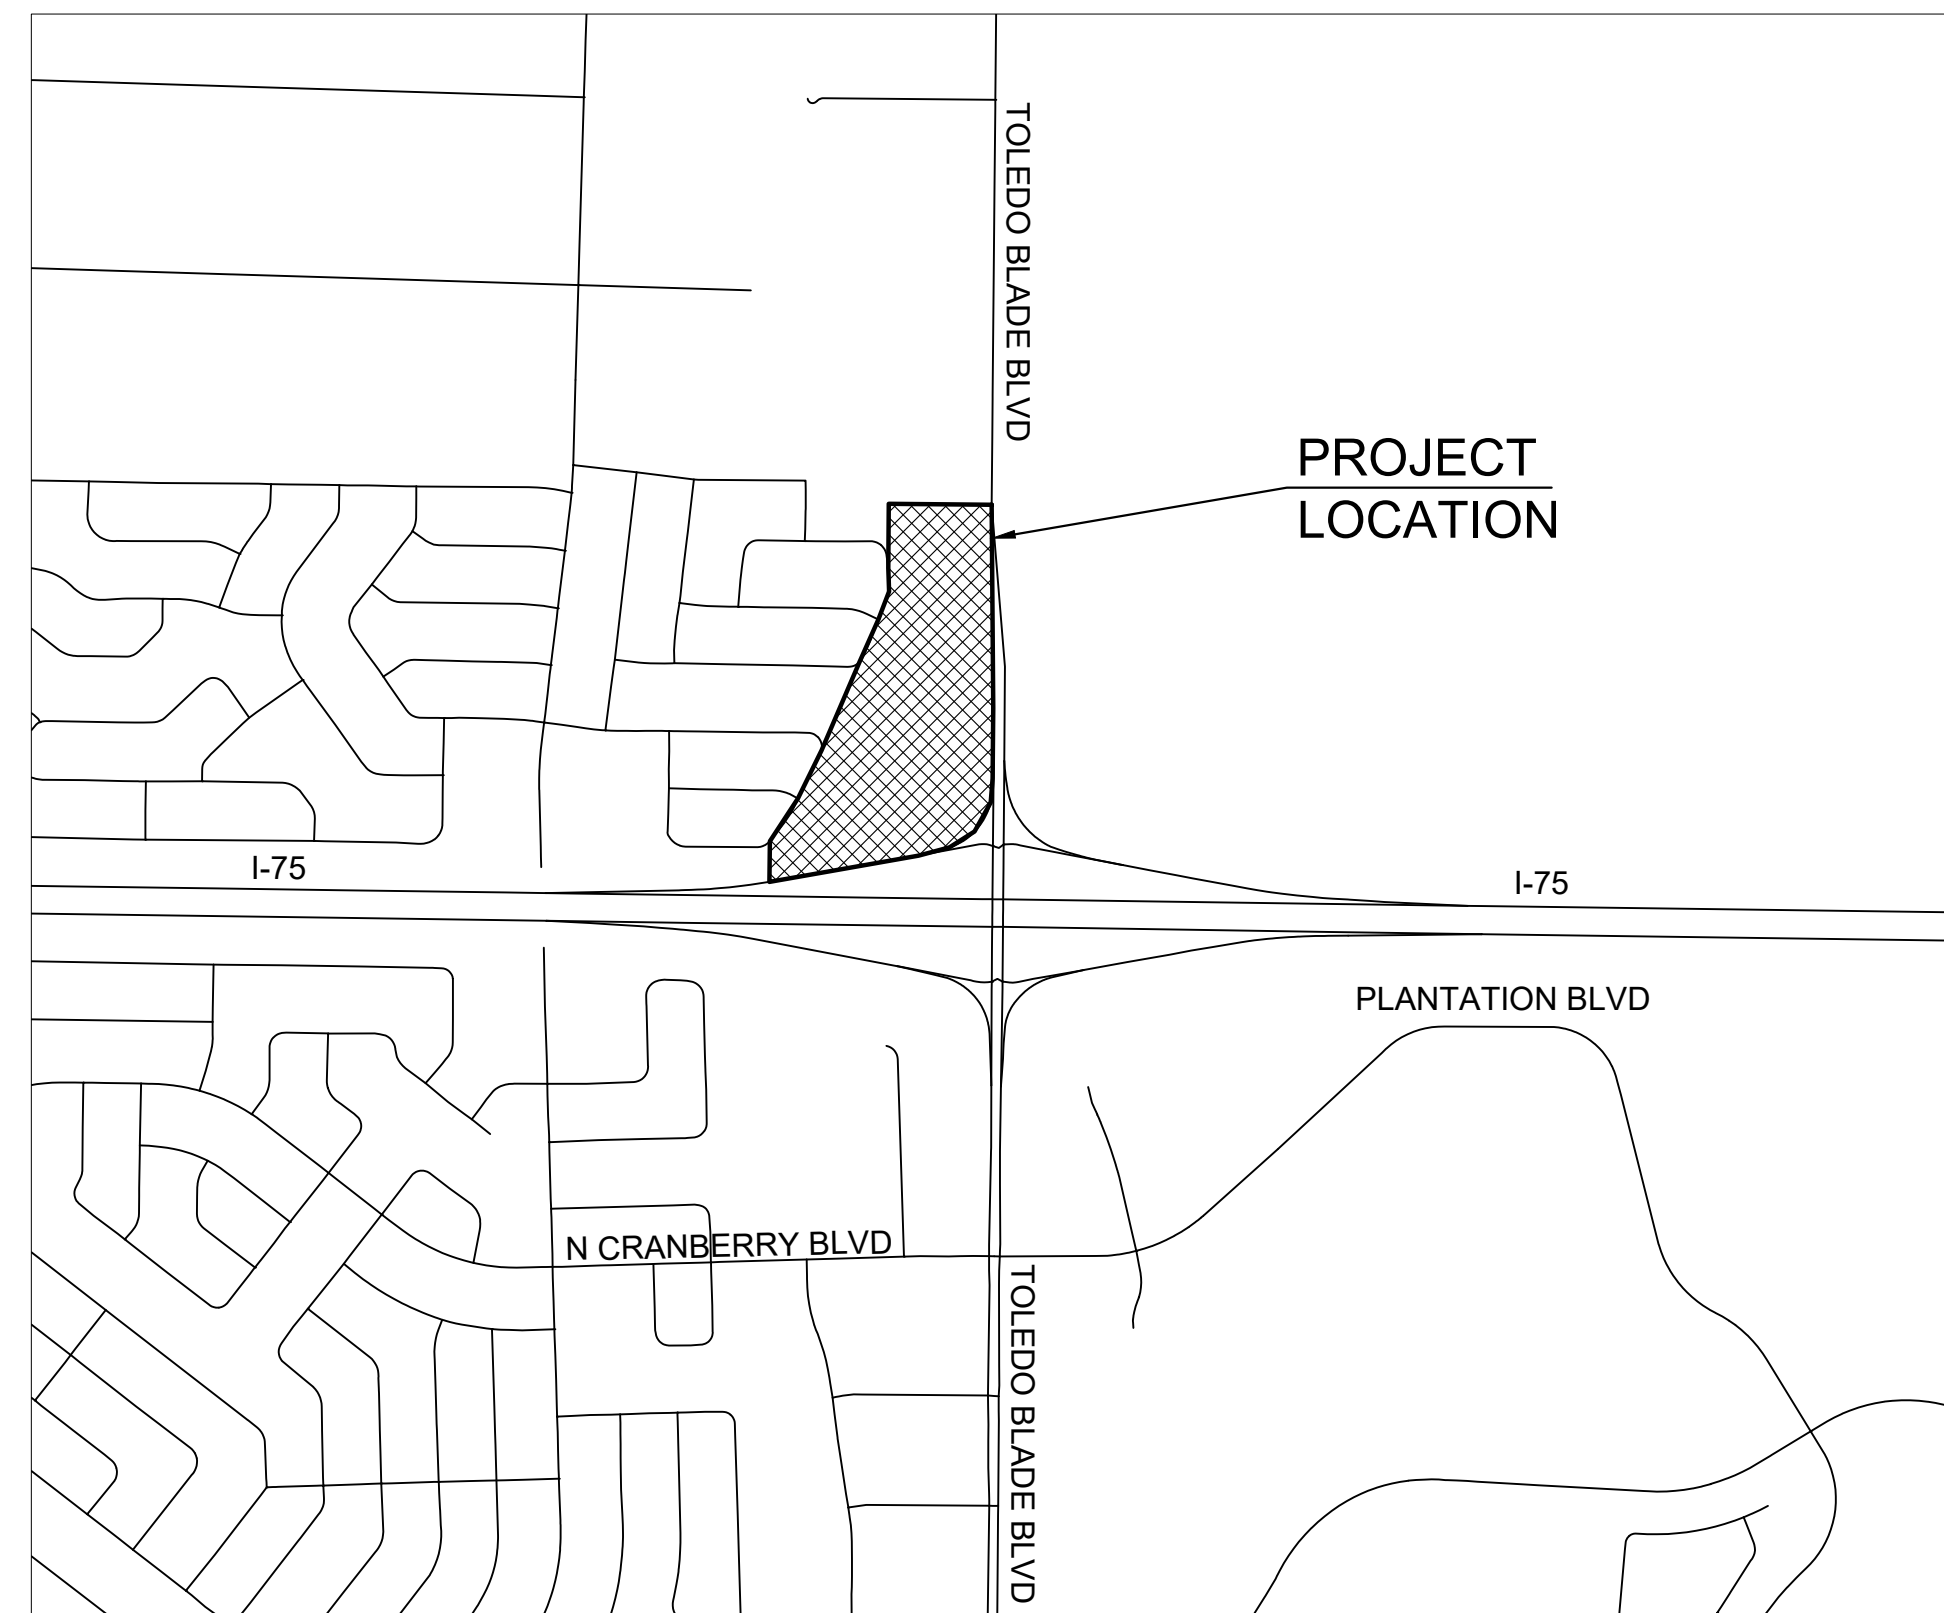 TOLEDO BLADE BLVD
PROJECT
LOCATION
I-75
I-75
PLANTATION BLVD
N CRANBERRY BLVD
TOLEDO BLADE BLVD